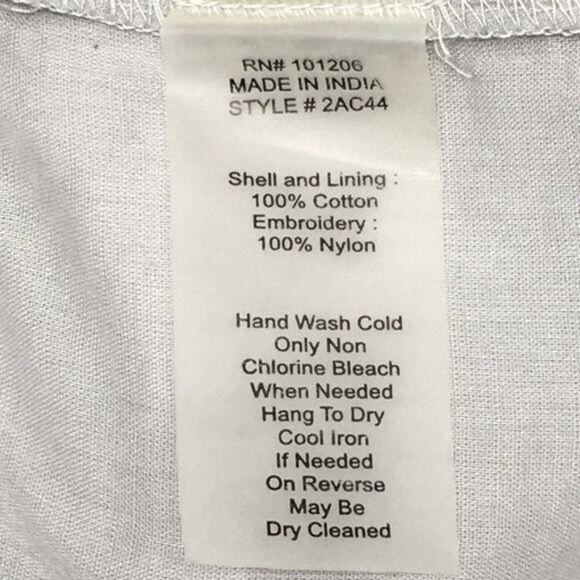 RN# 101206
MADE IN INDIA
STYLE # 2AC44
Shell and Lining :
100% Cotton
Embroidery :
100% Nylon
Hand Wash Cold
Only Non
Chlorine Bleach
When Needed
Hang To Dry
Cool Iron
If Needed
On Reverse
May Be
Dry Cleaned